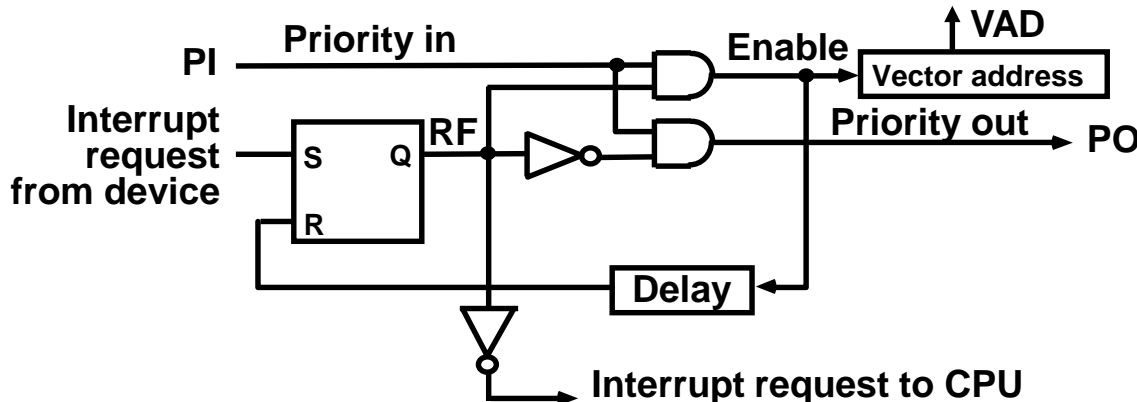 PI
Priority in
Enable
VAD
Vector address
Interrupt
request
from device
S
Q
R
RF
Priority out
PO
Delay
Interrupt request to CPU